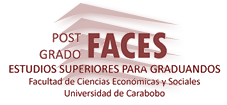 POST
GRADO FACES
ESTUDIOS SUPERIORES PARA GRADUANDOS
Facultad de Ciencias Económicas y Sociales
Universidad de Carabobo